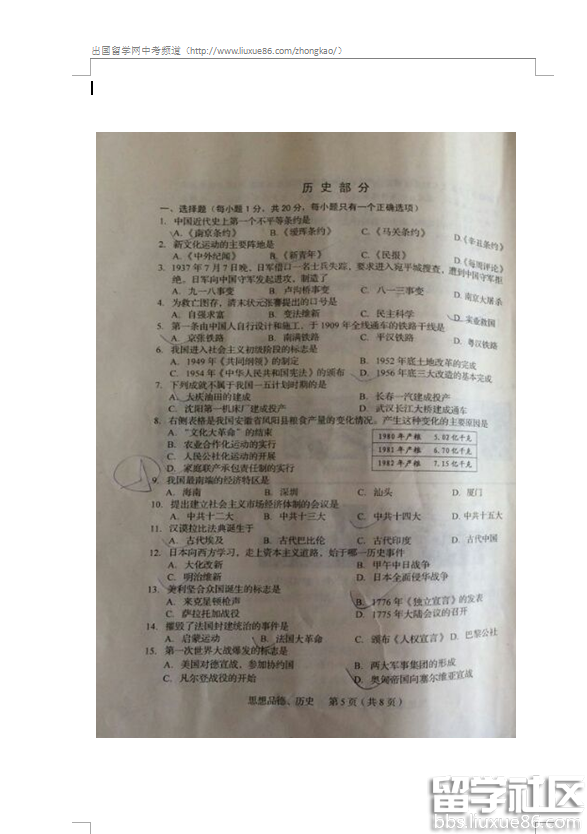 出国留学网中考频道（http://www.liuxue86.com/zhongkao/）
历史部分
一、选择题（每小题1分，共20分，每小题只有一个正确选项）
1. 中国近代史上第一个不平等条约是
A.《南京条约》 B.《瑷珲条约》 C.《马关条约》 D.《辛丑条约》
2. 新文化运动的主要阵地是
A.《中外纪闻》 B.《新青年》 C.《民报》 D.《每周评论》
3. 1937年7月7日晚，日军借口一名士兵失踪，要求进入宛平城搜查，遭到中国守军拒
绝。日军向中国守军发起进攻，制造了
A. 九一八事变 B. 卢沟桥事变 C. 八一三事变 D. 南京大屠杀
4. 为救亡图存，清末状元张謇提出的口号是
A. 自强求富 B. 变法维新 C. 民主科学 D. 实业救国
5. 第一条由中国人自行设计和施工，于1909年全线通车的铁路干线是
A. 京张铁路 B. 南满铁路 C. 平汉铁路 D. 粤汉铁路
6. 我国进入社会主义初级阶段的标志是
A. 1949年《共同纲领》的制定 B. 1952年底土地改革的完成
C. 1954年《中华人民共和国宪法》的颁布 D. 1956年底三大改造的基本完成
7. 下列成就不属于我国一五计划时期的是
A. 大庆油田的建成 B. 长春一汽建成投产
C. 沈阳第一机床厂建成投产 D. 武汉长江大桥建成通车
8. 右侧表格是我国安徽省凤阳县粮食产量的变化情况。产生这种变化的主要原因是
A. “文化大革命”的结束
B. 农业合作化运动的实行
C. 人民公社化运动的开展
D. 家庭联产承包责任制的实行
1980年产粮 5.02亿千克
1981年产粮 6.70亿千克
1982年产粮 7.15亿千克
9. 我国最南端的经济特区是
A. 海南 B. 深圳 C. 汕头 D. 厦门
10. 提出建立社会主义市场经济体制的会议是
A. 中共十二大 B. 中共十三大 C. 中共十四大 D. 中共十五大
11. 汉谟拉比法典诞生于
A. 古代埃及 B. 古代巴比伦 C. 古代印度 D. 古代中国
12. 日本向西方学习，走上资本主义道路，始于哪一历史事件
A. 大化改新 B. 甲午中日战争
C. 明治维新 D. 日本全面侵华战争
13. 美利坚合众国诞生的标志是
A. 来克星顿枪声 B. 1776年《独立宣言》的发表
C. 萨拉托加战役 D. 1775年大陆会议的召开
14. 摧毁了法国封建统治的事件是
A. 启蒙运动 B. 法国大革命 C. 颁布《人权宣言》 D. 巴黎公社
15. 第一次世界大战爆发的标志是
A. 美国对德宣战，参加协约国 B. 两大军事集团的形成
C. 凡尔登战役的开始 D. 奥匈帝国向塞尔维亚宣战
思想品德、历史 第5页（共8页）
留学社区
bbs.liuxue86.com